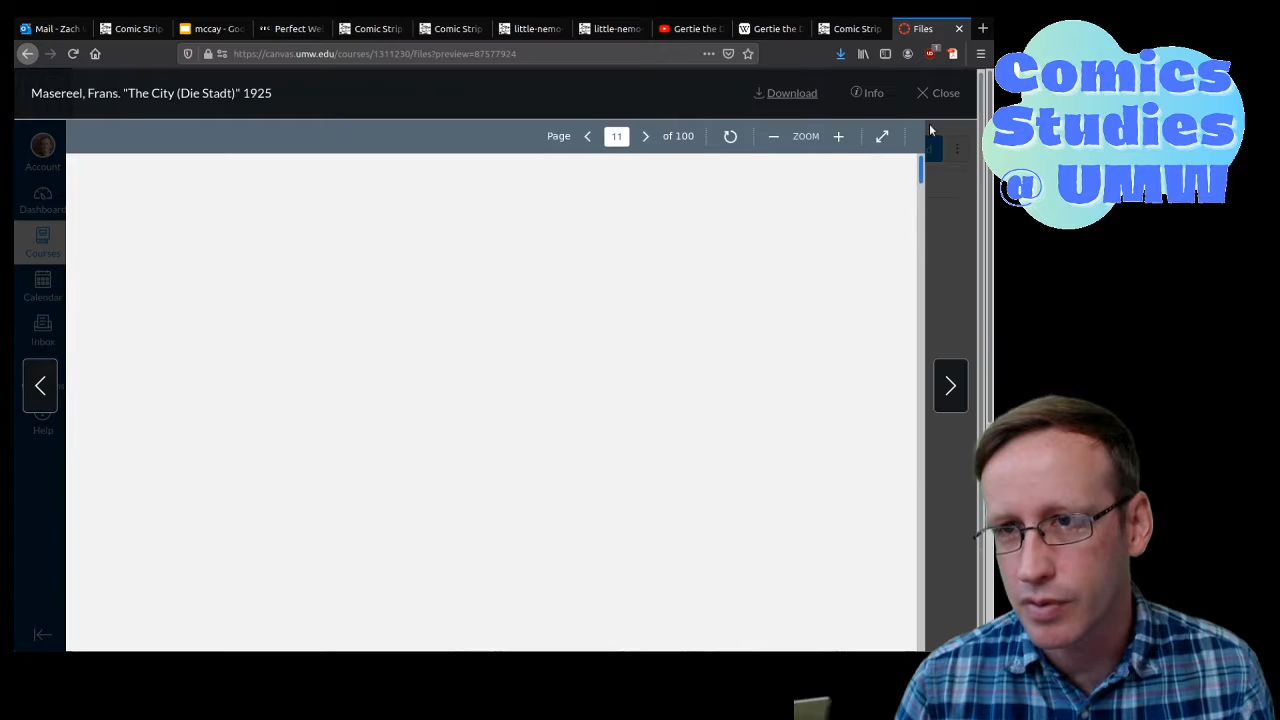 Mail - Zach
Comic Strip
mccay - Goo
Perfect Wel
Comic Strip
Comic Strip
little-nemo
little-nemo
Gertie the D
Gertie the D
Comic Strip
Files
https://canvas.umw.edu/courses/1311230/files?preview=87577924
Masereel, Frans. "The City (Die Stadt)" 1925
Download
Info
Close
Page 11 of 100
ZOOM
Account
Dashboard
Courses
Calendar
Inbox
Help
Comics
Studies
@ UMW